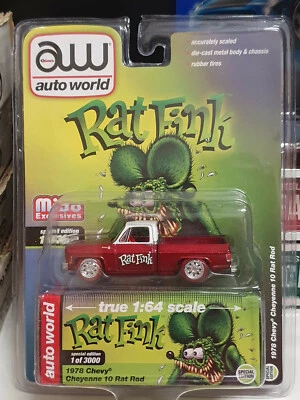 aw
auto world
accurately scaled
die-cast metal body & chassis
rubber tires
Rat Fink
Exclusives
special edition
Rat Fink
true 1:64 scale
auto world
Rat Fink
special edition
1 of 3000
1978 Chevy®
Cheyenne 10 Rat Rod
1978 Chevy® Cheyenne 10 Rat Rod